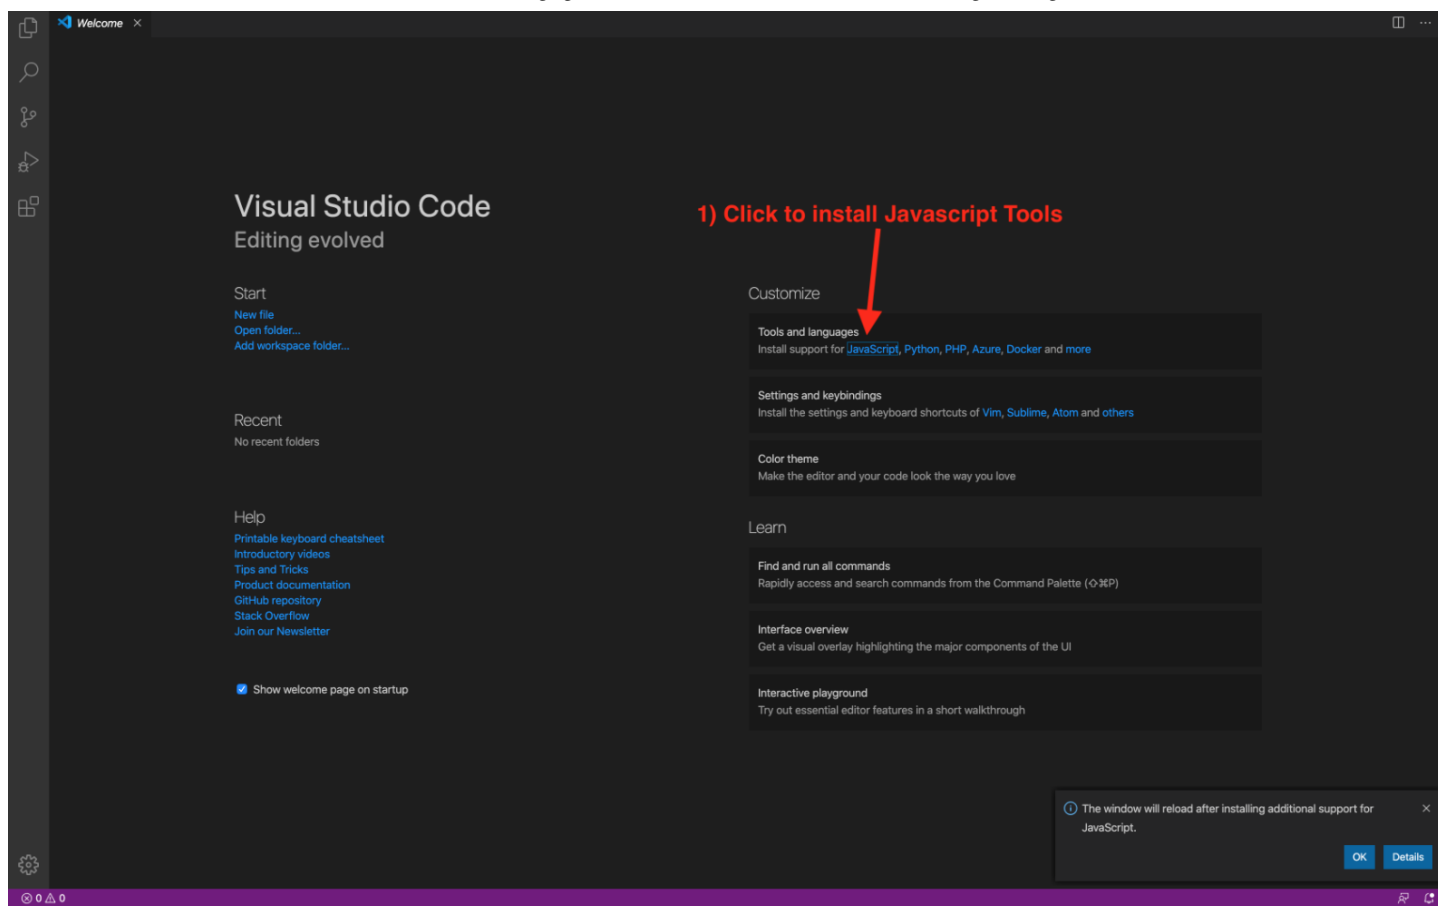 Welcome
Visual Studio Code
Editing evolved
1) Click to install Javascript Tools
Start
New file
Open folder...
Add workspace folder...
Recent
No recent folders
Help
Printable keyboard cheatsheet
Introductory videos
Tips and Tricks
Product documentation
GitHub repository
Stack Overflow
Join our Newsletter
Show welcome page on startup
Customize
Tools and languages
Install support for JavaScript, Python, PHP, Azure, Docker and more
Settings and keybindings
Install the settings and keyboard shortcuts of Vim, Sublime, Atom and others
Color theme
Make the editor and your code look the way you love
Learn
Find and run all commands
Rapidly access and search commands from the Command Palette (⇧⌘P)
Interface overview
Get a visual overlay highlighting the major components of the UI
Interactive playground
Try out essential editor features in a short walkthrough
The window will reload after installing additional support for
JavaScript.
OK Details
0 0